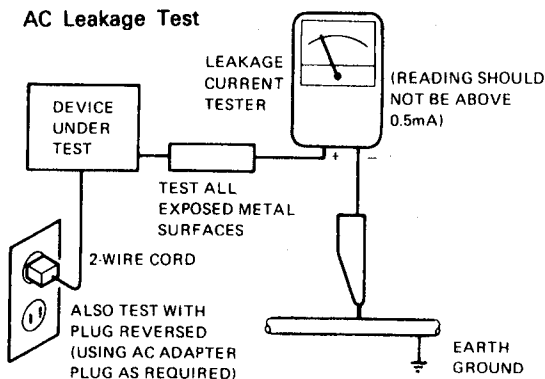 AC Leakage Test
LEAKAGE
CURRENT
TESTER
(READING SHOULD
NOT BE ABOVE
0.5mA)
DEVICE
UNDER
TEST
+ −
TEST ALL
EXPOSED METAL
SURFACES
2-WIRE CORD
ALSO TEST WITH
PLUG REVERSED
(USING AC ADAPTER
PLUG AS REQUIRED)
EARTH
GROUND